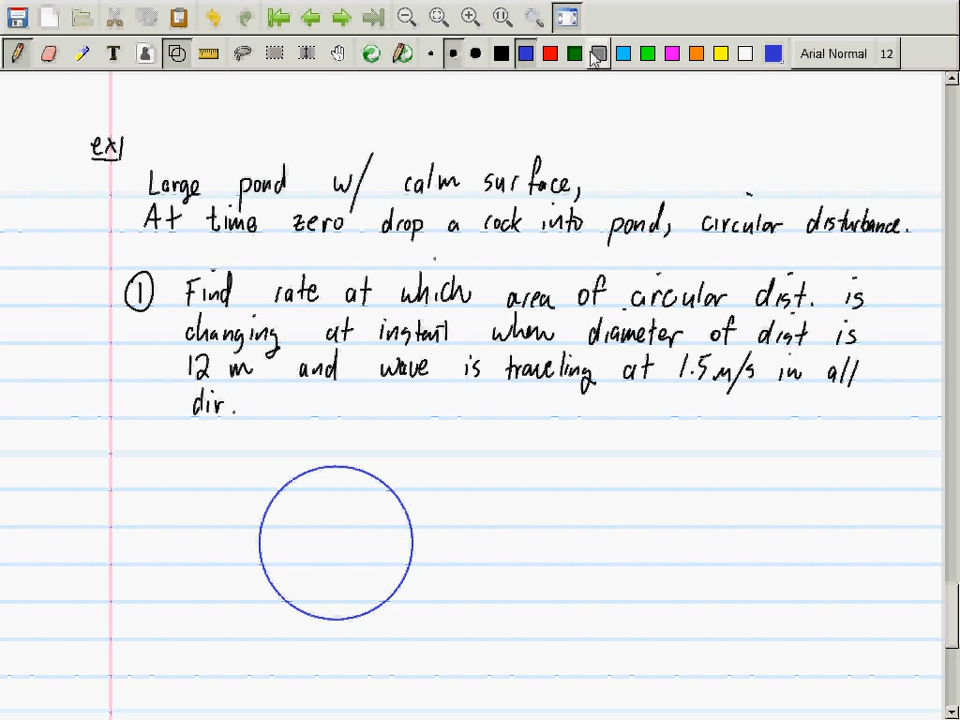 T
Arial Normal 12
ex1
Large pond w/ calm surface,
At time zero drop a rock into pond, circular disturbance.
① Find rate at which area of circular dist. is
changing at instant when diameter of dist is
12 m and wave is traveling at 1.5 m/s in all
dir.